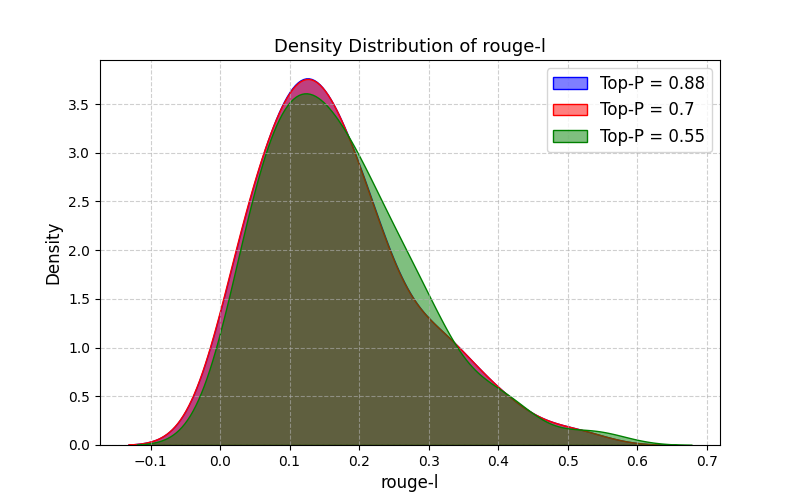 Density Distribution of rouge-l
Top-P = 0.88
Top-P = 0.7
Top-P = 0.55
Density
3.5
3.0
2.5
2.0
1.5
1.0
0.5
0.0
−0.1 0.0 0.1 0.2 0.3 0.4 0.5 0.6 0.7
rouge-l